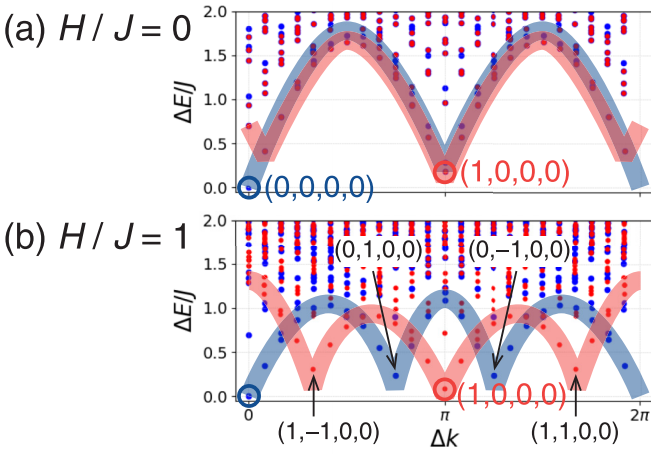 (a) H / J = 0
2.0
1.5
1.0
0.5
0.0
ΔE/J
(0,0,0,0)
(1,0,0,0)
(b) H / J = 1
2.0
1.5
1.0
0.5
0.0
ΔE/J
(0,1,0,0)
(0,−1,0,0)
(1,0,0,0)
0
π
2π
(1,−1,0,0)
Δk
(1,1,0,0)